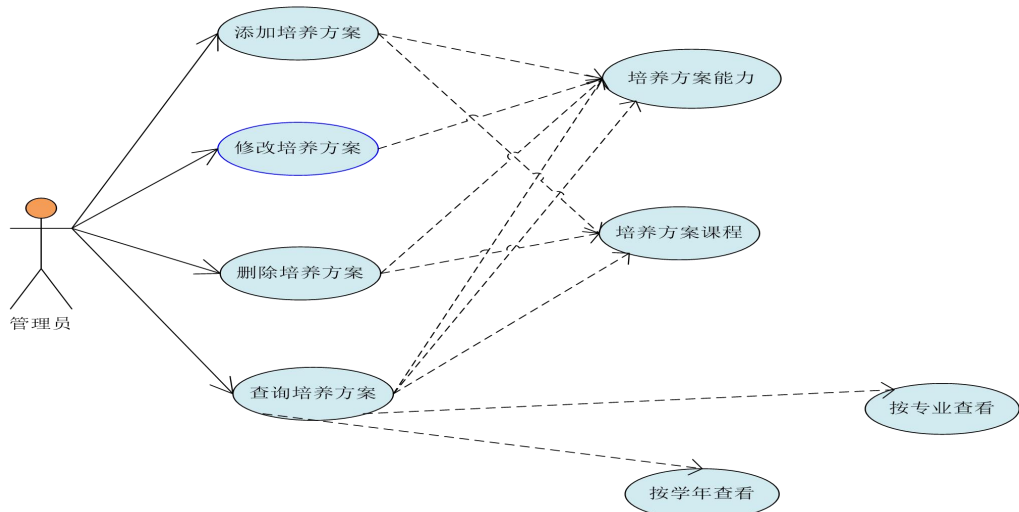 添加培养方案
培养方案能力
修改培养方案
培养方案课程
删除培养方案
管理员
查询培养方案
按专业查看
按学年查看